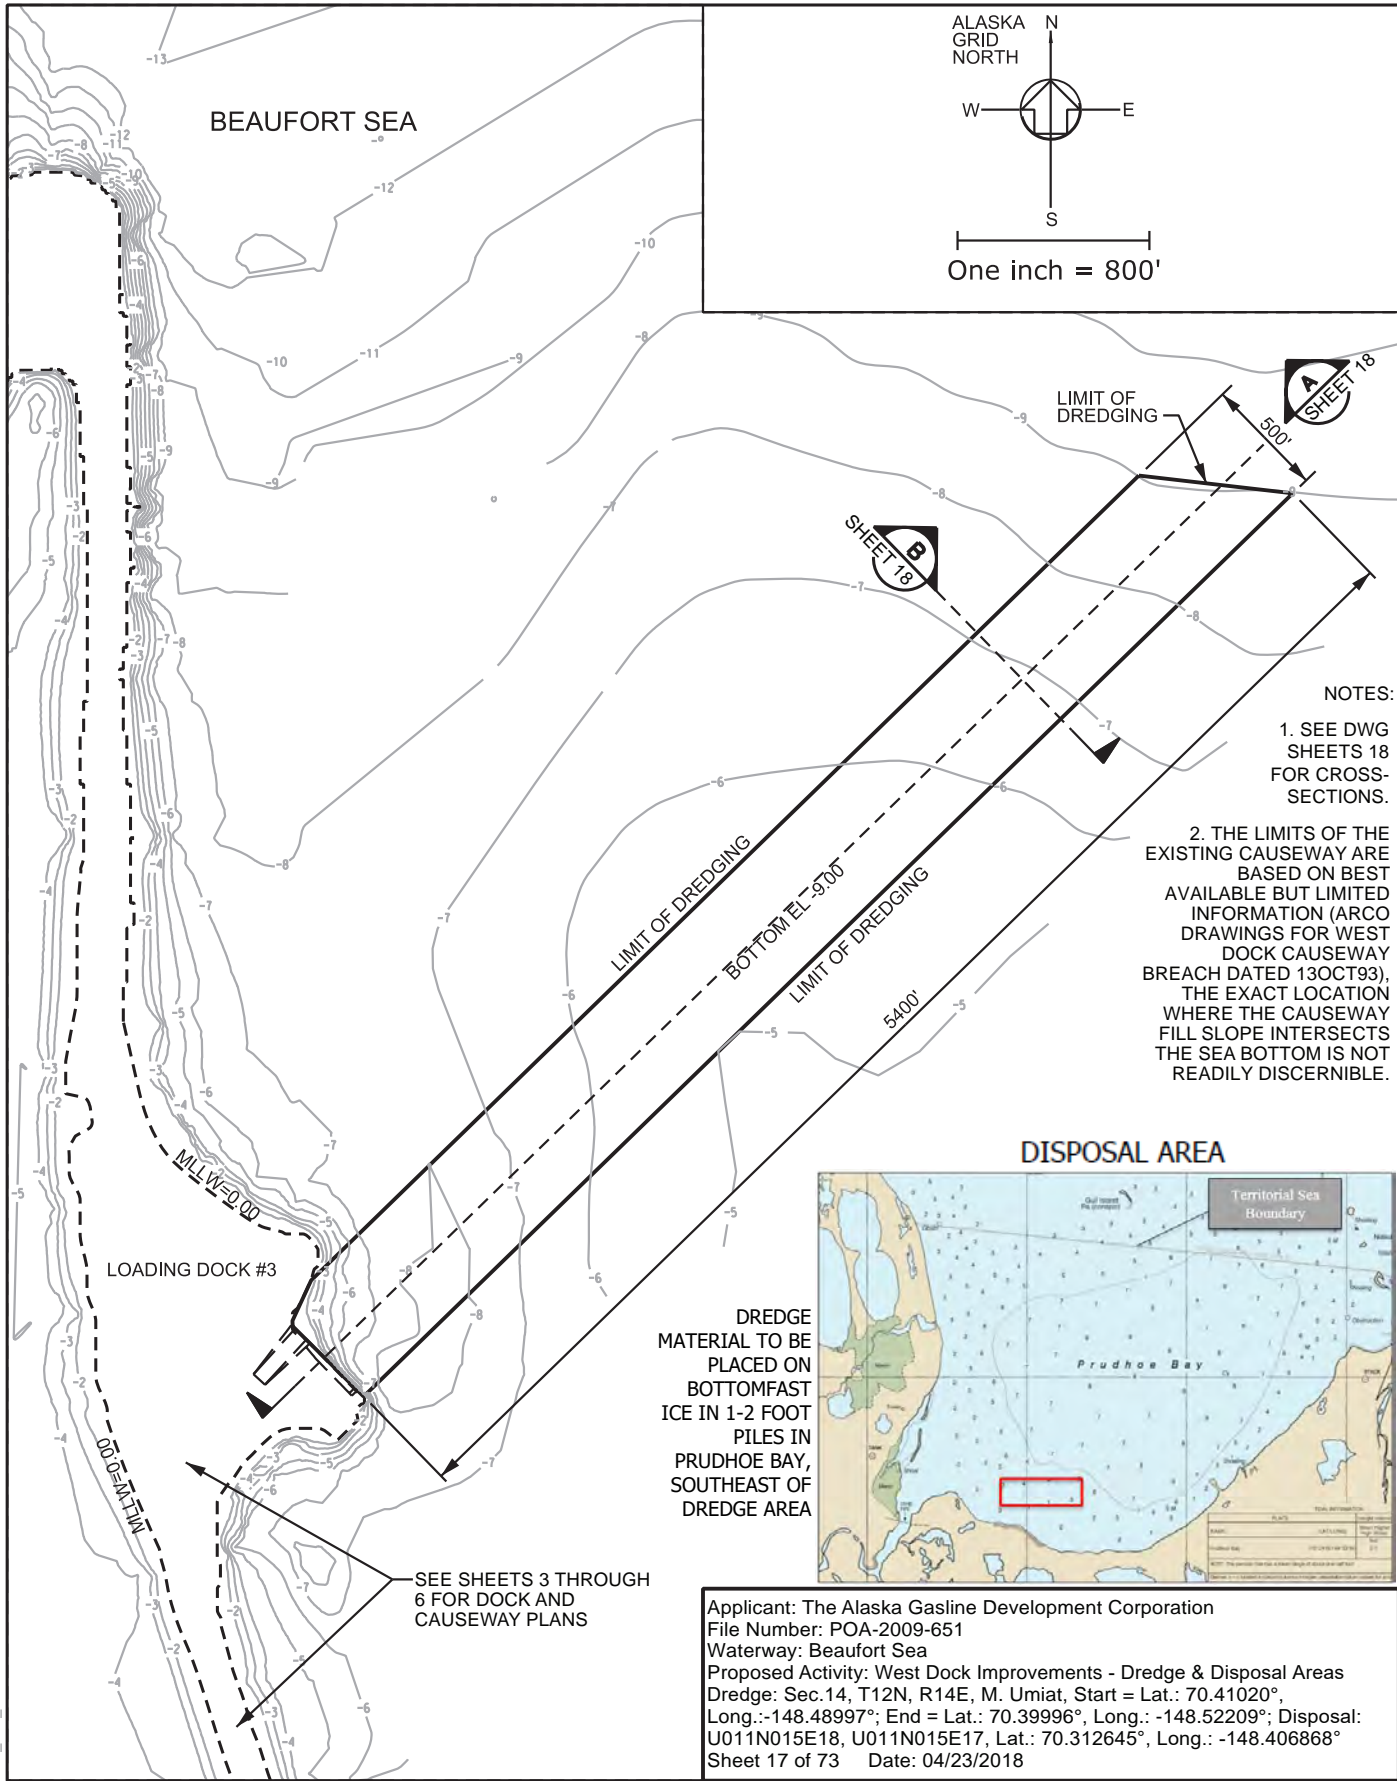 BEAUFORT SEA
ALASKA
GRID
NORTH
N
W
E
S
One inch = 800'
A
SHEET 18
LIMIT OF
DREDGING
500'
SHEET 18
B
NOTES:
1. SEE DWG
SHEETS 18
FOR CROSS-
SECTIONS.
2. THE LIMITS OF THE
EXISTING CAUSEWAY ARE
BASED ON BEST
AVAILABLE BUT LIMITED
INFORMATION (ARCO
DRAWINGS FOR WEST
DOCK CAUSEWAY
BREACH DATED 13OCT93),
THE EXACT LOCATION
WHERE THE CAUSEWAY
FILL SLOPE INTERSECTS
THE SEA BOTTOM IS NOT
READILY DISCERNIBLE.
LIMIT OF DREDGING
BOTTOM EL -9.00
LIMIT OF DREDGING
5400'
MLLW=0.00
LOADING DOCK #3
MLLW=0.00
DISPOSAL AREA
Territorial Sea
Boundary
Prudhoe Bay
DREDGE
MATERIAL TO BE
PLACED ON
BOTTOMFAST
ICE IN 1-2 FOOT
PILES IN
PRUDHOE BAY,
SOUTHEAST OF
DREDGE AREA
SEE SHEETS 3 THROUGH
6 FOR DOCK AND
CAUSEWAY PLANS
Applicant: The Alaska Gasline Development Corporation
File Number: POA-2009-651
Waterway: Beaufort Sea
Proposed Activity: West Dock Improvements - Dredge & Disposal Areas
Dredge: Sec.14, T12N, R14E, M. Umiat, Start = Lat.: 70.41020°,
Long.:-148.48997°; End = Lat.: 70.39996°, Long.: -148.52209°; Disposal:
U011N015E18, U011N015E17, Lat.: 70.312645°, Long.: -148.406868°
Sheet 17 of 73 Date: 04/23/2018